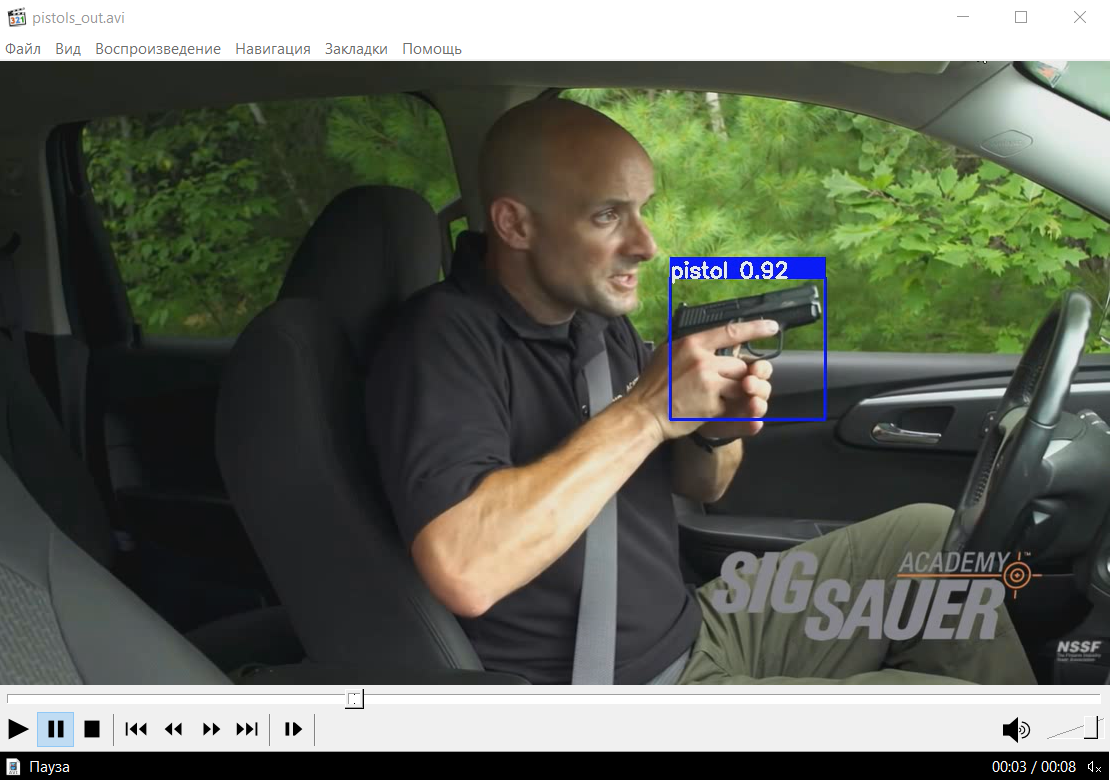 pistols_out.avi
Файл Вид Воспроизведение Навигация Закладки Помощь
pistol 0.92
ACADEMY
SIG
SAUER
NSSF
Пауза
00:03 / 00:08